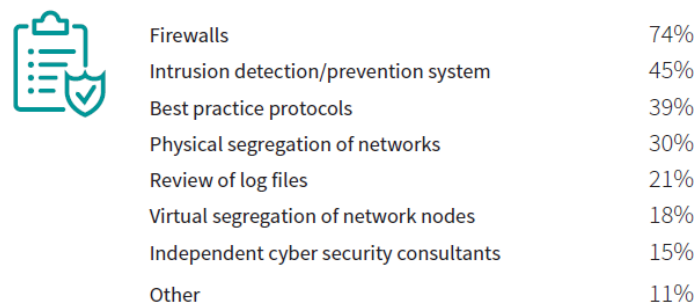 Firewalls 74%
Intrusion detection/prevention system 45%
Best practice protocols 39%
Physical segregation of networks 30%
Review of log files 21%
Virtual segregation of network nodes 18%
Independent cyber security consultants 15%
Other 11%